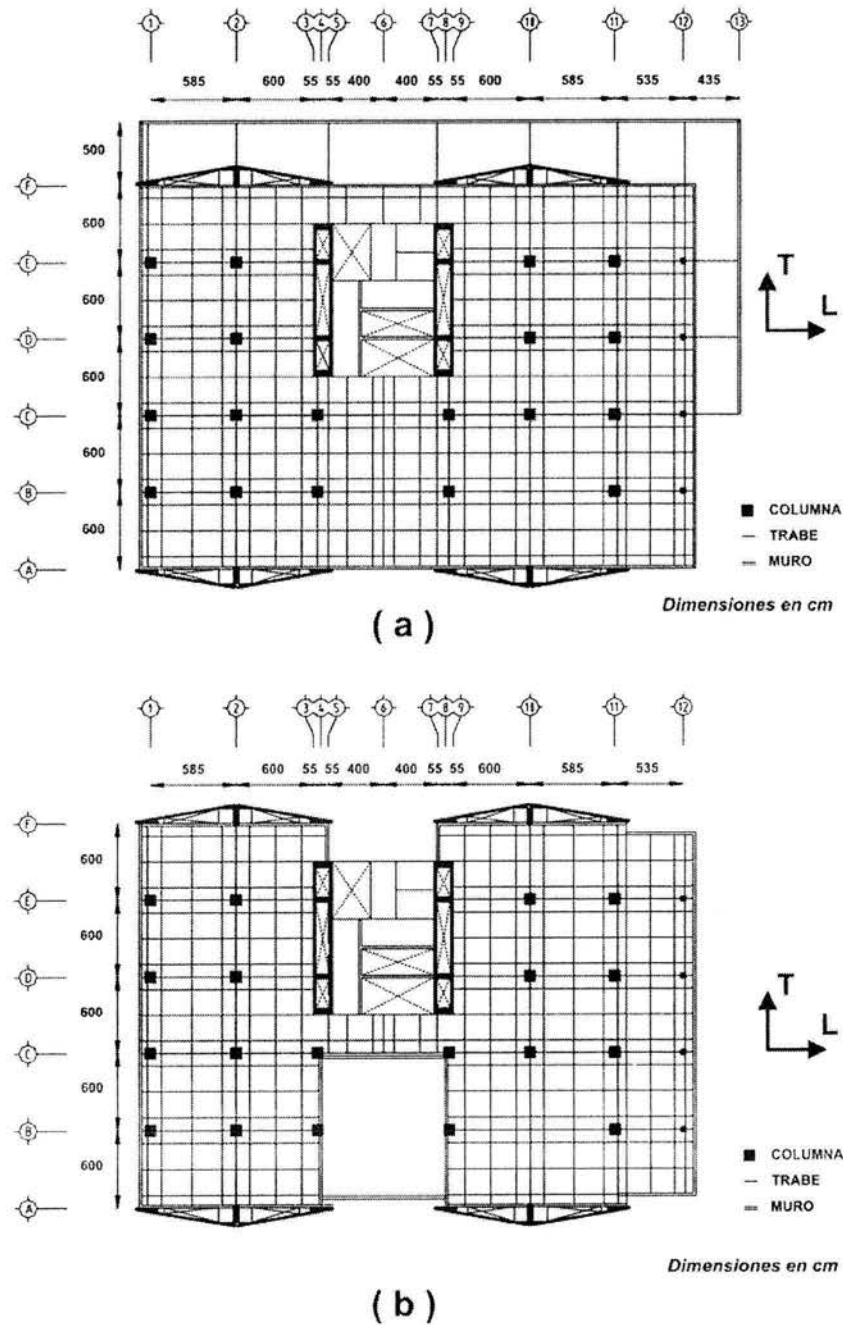 1 2 3 4 5 6 7 8 9 10 11 12 13
585 600 55 55 400 400 55 55 600 585 535 435
500
F
600
E
600
D
600
C
600
B
600
A
T
L
COLUMNA
TRABE
MURO
Dimensiones en cm
( a )
1 2 3 4 5 6 7 8 9 10 11 12
585 600 55 55 400 400 55 55 600 585 535
F
600
E
600
D
600
C
600
B
600
A
T
L
COLUMNA
TRABE
MURO
Dimensiones en cm
( b )